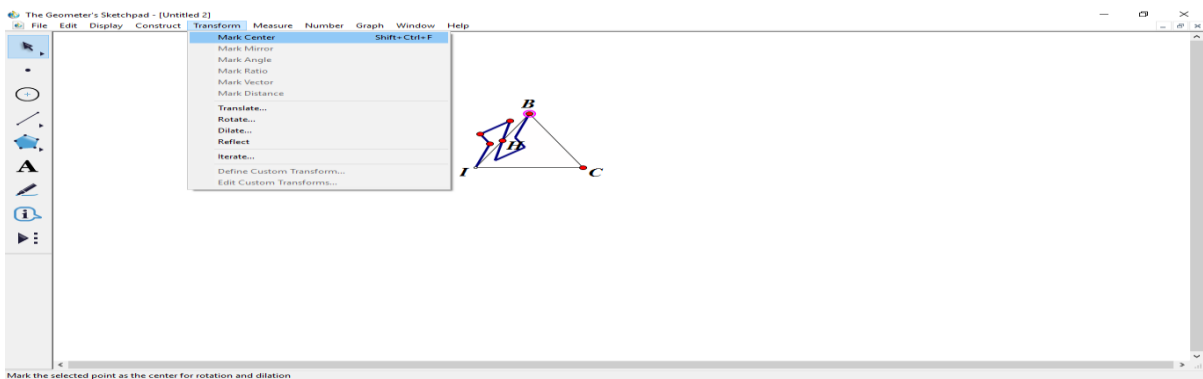 The Geometer's Sketchpad - [Untitled 2]
File Edit Display Construct Transform Measure Number Graph Window Help
Mark Center Shift+Ctrl+F
Mark Mirror
Mark Angle
Mark Ratio
Mark Vector
Mark Distance
Translate...
Rotate...
Dilate...
Reflect
Iterate...
Define Custom Transform...
Edit Custom Transforms...
B
H
I C
A
Mark the selected point as the center for rotation and dilation